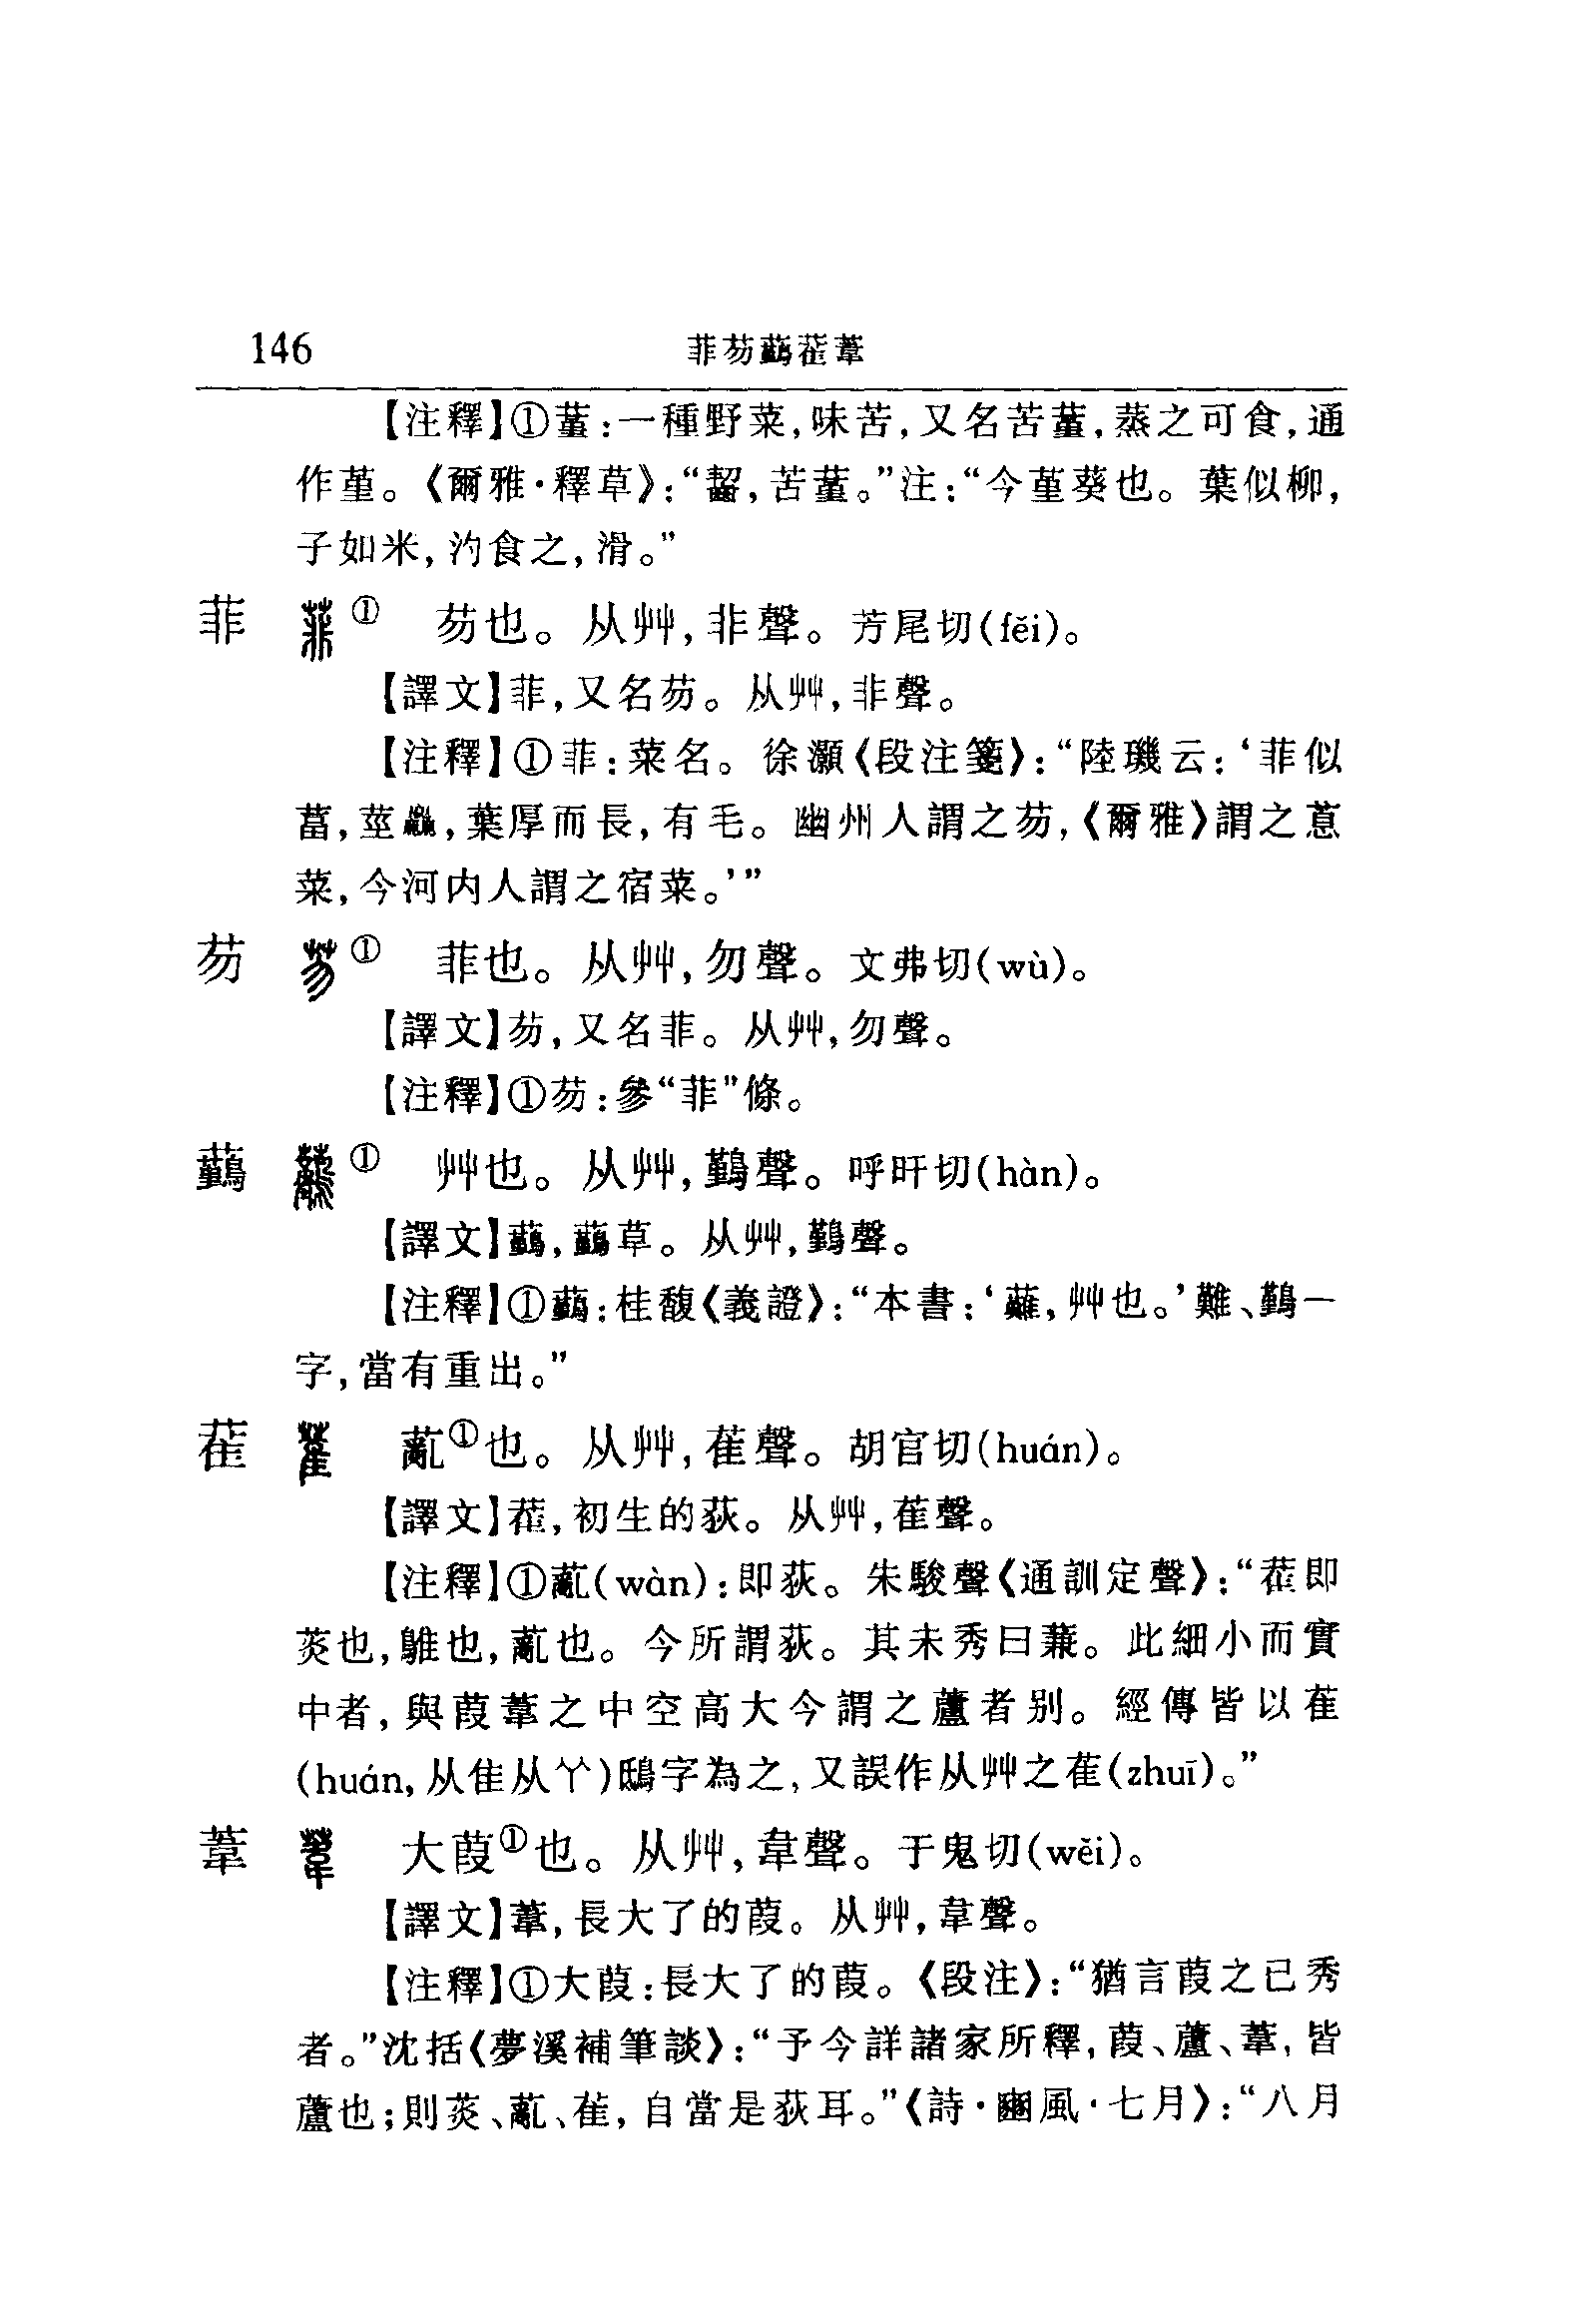 146 菲芴𧄕雚葦
【注釋】①蓳:一種野菜,味苦,又名苦蓳,蒸之可食,通
作堇。《爾雅·釋草》:“齧,苦蓳。”注:“今堇葵也。葉似柳,
子如米,汋食之,滑。”
菲 ① 芴也。从艸,非聲。芳尾切(fěi)。
【譯文】菲,又名芴。从艸,非聲。
【注釋】①菲:菜名。徐灝《段注箋》:“陸璣云:‘菲似
葍,莖麤,葉厚而長,有毛。幽州人謂之芴,《爾雅》謂之蒠
菜,今河内人謂之宿菜。’”
芴 ① 菲也。从艸,勿聲。文弗切(wù)。
【譯文】芴,又名菲。从艸,勿聲。
【注釋】①芴:參“菲”條。
① 艸也。从艸,鷬聲。呼旰切(hàn)。
【譯文】草。从艸,鷬聲。
【注釋】①桂馥《義證》:“本書:‘虇,艸也。’難、鷬一
字,當有重出。”
萑 薍①也。从艸,萑聲。胡官切(huán)。
【譯文】初生的荻。从艸,萑聲。
【注釋】①薍(wàn):即荻。朱駿聲《通訓定聲》:“即
菼也,鵻也,薍也。今所謂荻。其未秀曰蒹。此細小而實
中者,與葭葦之中空高大今謂之蘆者别。經傳皆以萑
(huán,从隹从𦫳)鴟字為之,又誤作从艸之萑(zhuī)。”
葦 大葭①也。从艸,韋聲。于鬼切(wěi)。
【譯文】葦,長大了的葭。从艸,韋聲。
【注釋】①大葭:長大了的葭。《段注》:“猶言葭之已秀
者。”沈括《夢溪補筆談》:“予今詳諸家所釋,葭、蘆、葦,皆
蘆也;則菼、薍、萑,自當是荻耳。”《詩·豳風·七月》:“八月